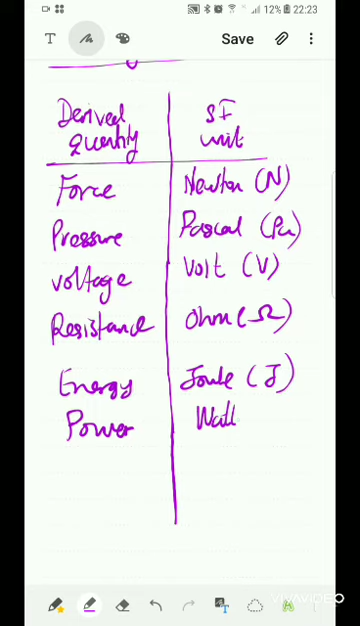 12% 22:23
T Save
Derived SI
quantity unit
Force Newton (N)
Pressure Pascal (Pa)
Voltage Volt (V)
Resistance Ohm (Ω)
Energy Joule (J)
Power Watt
T
VIVAVIDEO